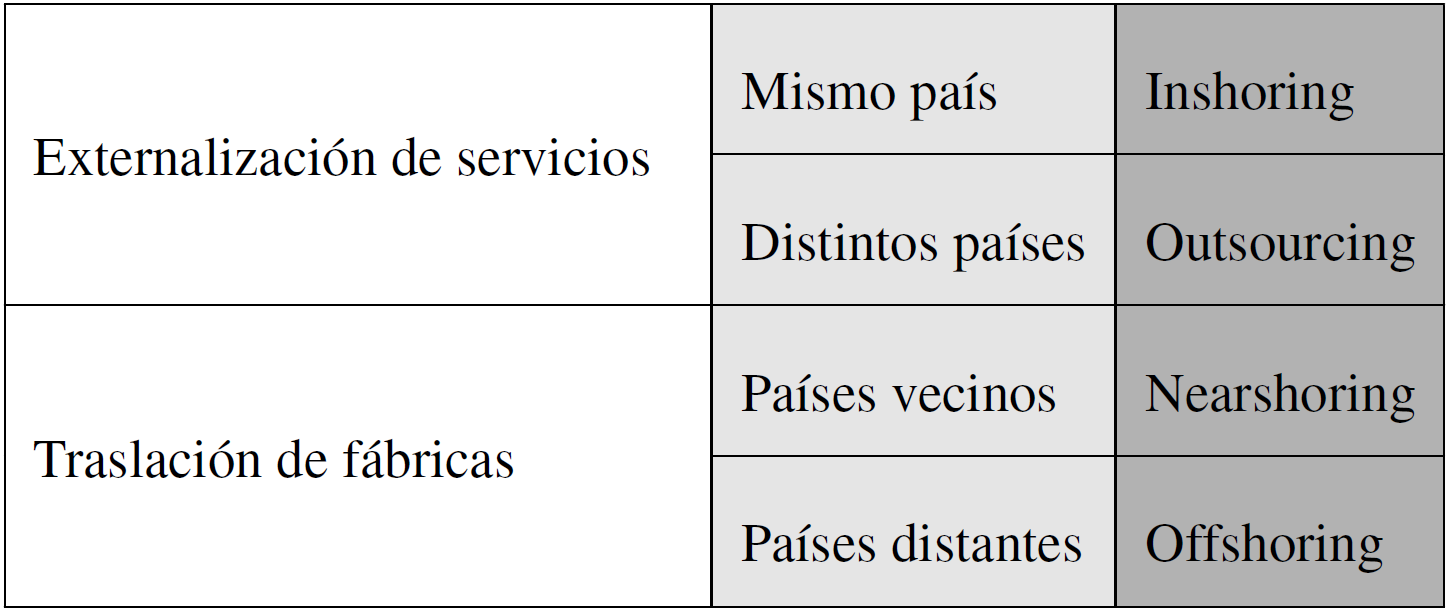 Externalización de servicios
Mismo país
Inshoring
Distintos países
Outsourcing
Traslación de fábricas
Países vecinos
Nearshoring
Países distantes
Offshoring